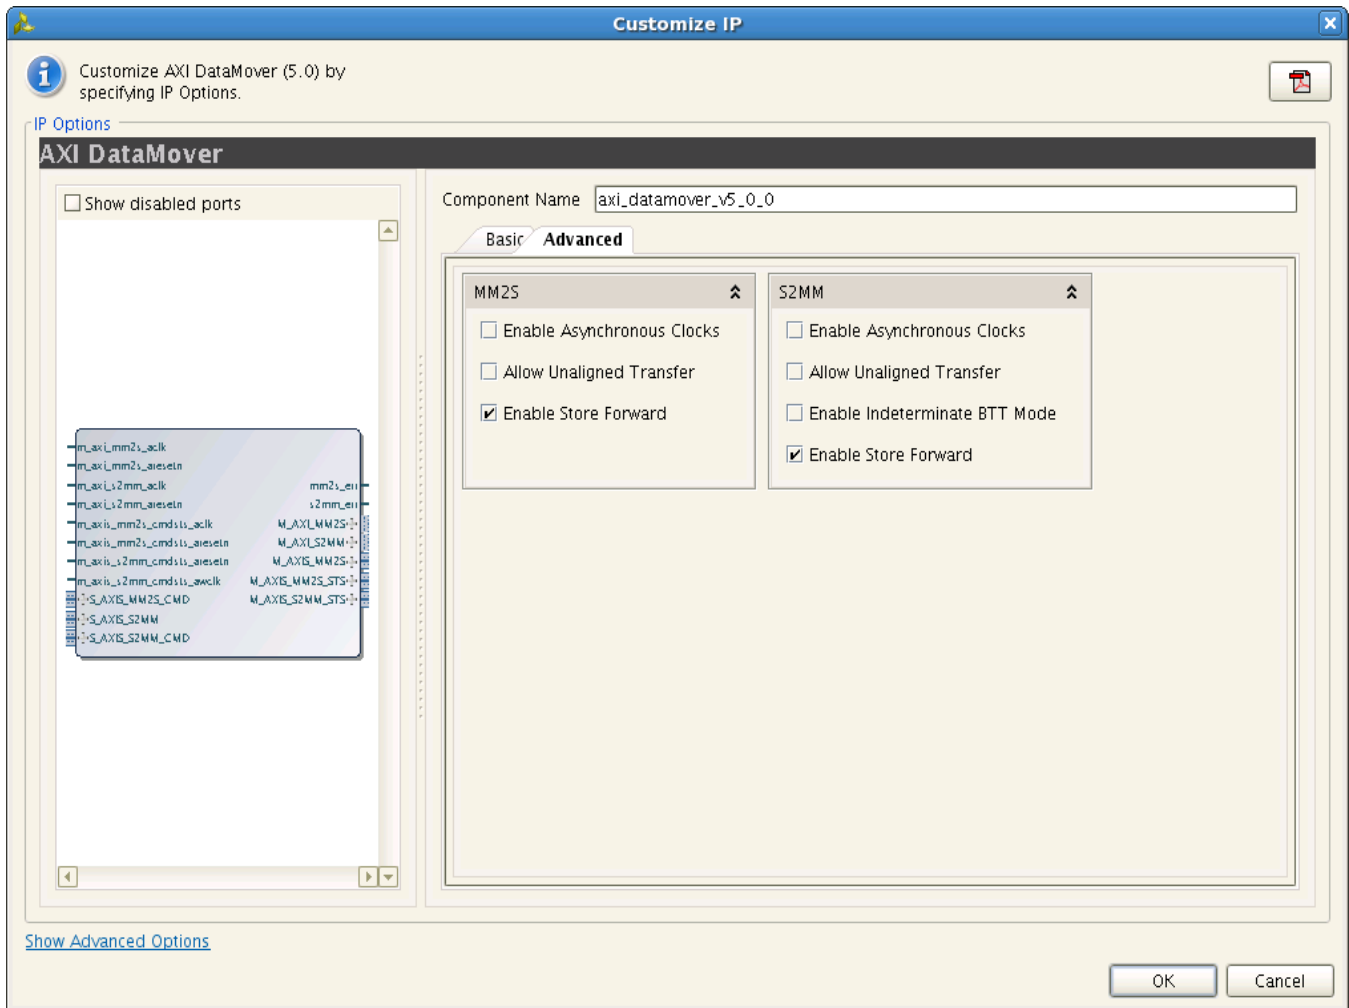 Customize IP
Customize AXI DataMover (5.0) by
specifying IP Options.
IP Options
AXI DataMover
Show disabled ports
m_axi_mm2s_aclk
m_axi_mm2s_aresetn
m_axi_s2mm_aclk
m_axi_s2mm_aresetn
m_axis_mm2s_cmdsts_aclk
m_axis_mm2s_cmdsts_aresetn
m_axis_s2mm_cmdsts_aresetn
m_axis_s2mm_cmdsts_awclk
S_AXIS_MM2S_CMD
S_AXIS_S2MM
S_AXIS_S2MM_CMD
mm2s_err
s2mm_err
M_AXI_MM2S
M_AXI_S2MM
M_AXIS_MM2S
M_AXIS_MM2S_STS
M_AXIS_S2MM_STS
Component Name axi_datamover_v5_0_0
Basic Advanced
MM2S
Enable Asynchronous Clocks
Allow Unaligned Transfer
Enable Store Forward
S2MM
Enable Asynchronous Clocks
Allow Unaligned Transfer
Enable Indeterminate BTT Mode
Enable Store Forward
Show Advanced Options
OK Cancel